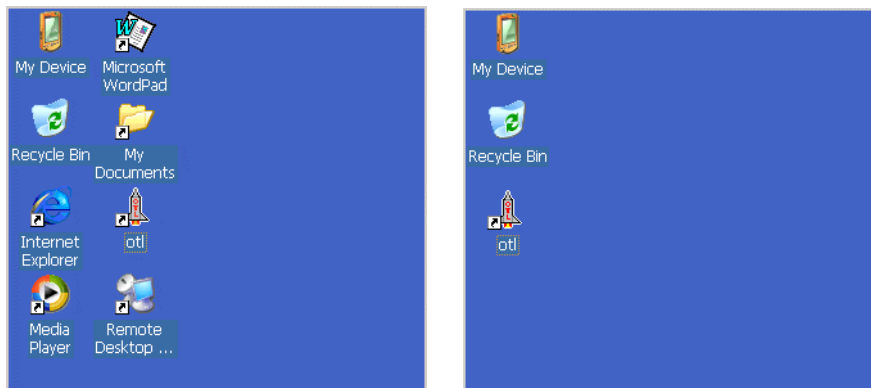 My Device
Microsoft
WordPad
Recycle Bin
My
Documents
Internet
Explorer
otl
Media
Player
Remote
Desktop ...
My Device
Recycle Bin
otl